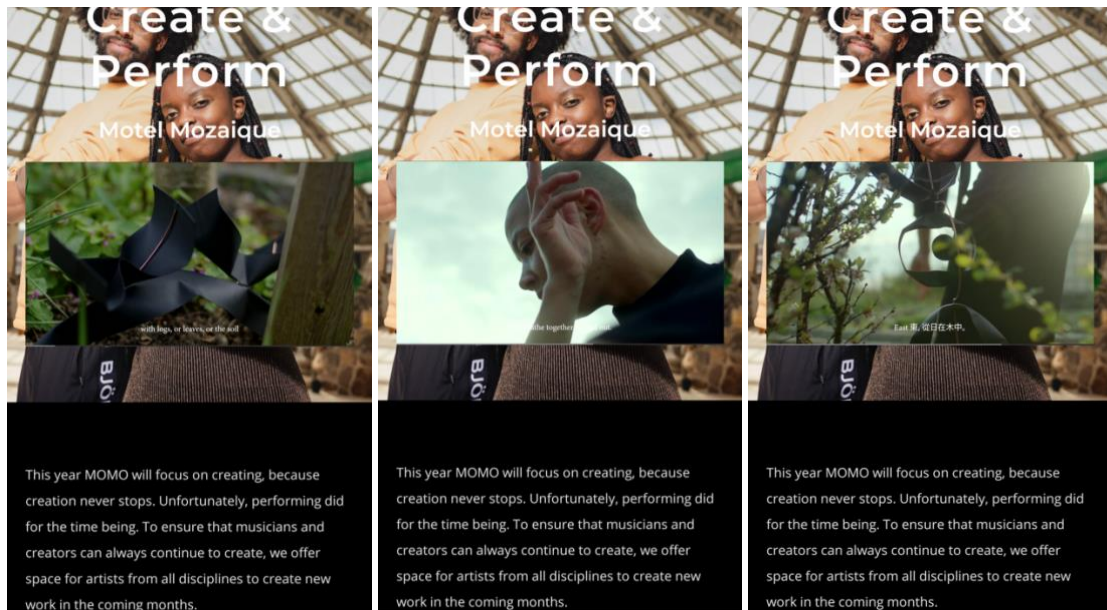 Create &
Perform
Motel Mozaique
with logs, or leaves, or the soil
BJÖ
This year MOMO will focus on creating, because
creation never stops. Unfortunately, performing did
for the time being. To ensure that musicians and
creators can always continue to create, we offer
space for artists from all disciplines to create new
work in the coming months.
Create &
Perform
Motel Mozaique
together
BJÖ
This year MOMO will focus on creating, because
creation never stops. Unfortunately, performing did
for the time being. To ensure that musicians and
creators can always continue to create, we offer
space for artists from all disciplines to create new
work in the coming months.
Create &
Perform
Motel Mozaique
East 東, 從日在木中。
BJÖ
This year MOMO will focus on creating, because
creation never stops. Unfortunately, performing did
for the time being. To ensure that musicians and
creators can always continue to create, we offer
space for artists from all disciplines to create new
work in the coming months.